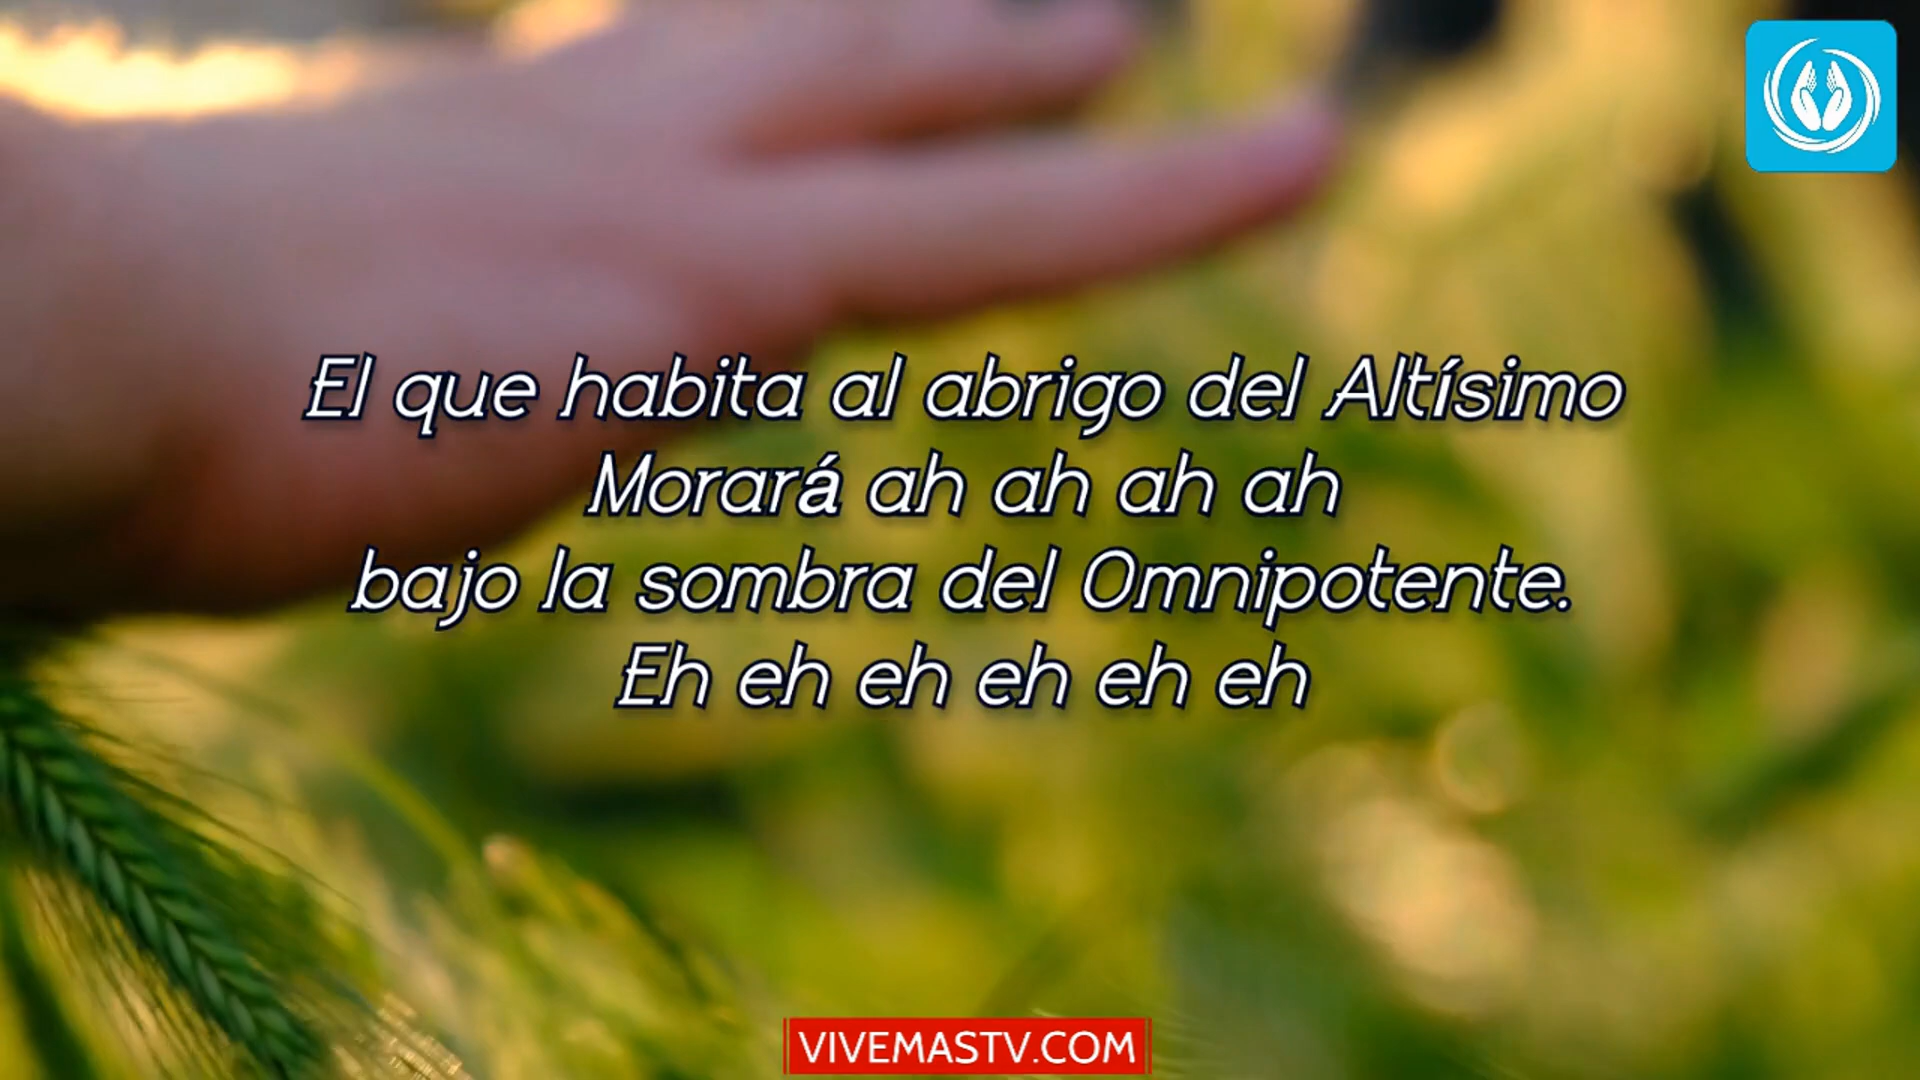 El que habita al abrigo del Altísimo
Morará ah ah ah ah
bajo la sombra del Omnipotente.
Eh eh eh eh eh eh
VIVEMASTV.COM